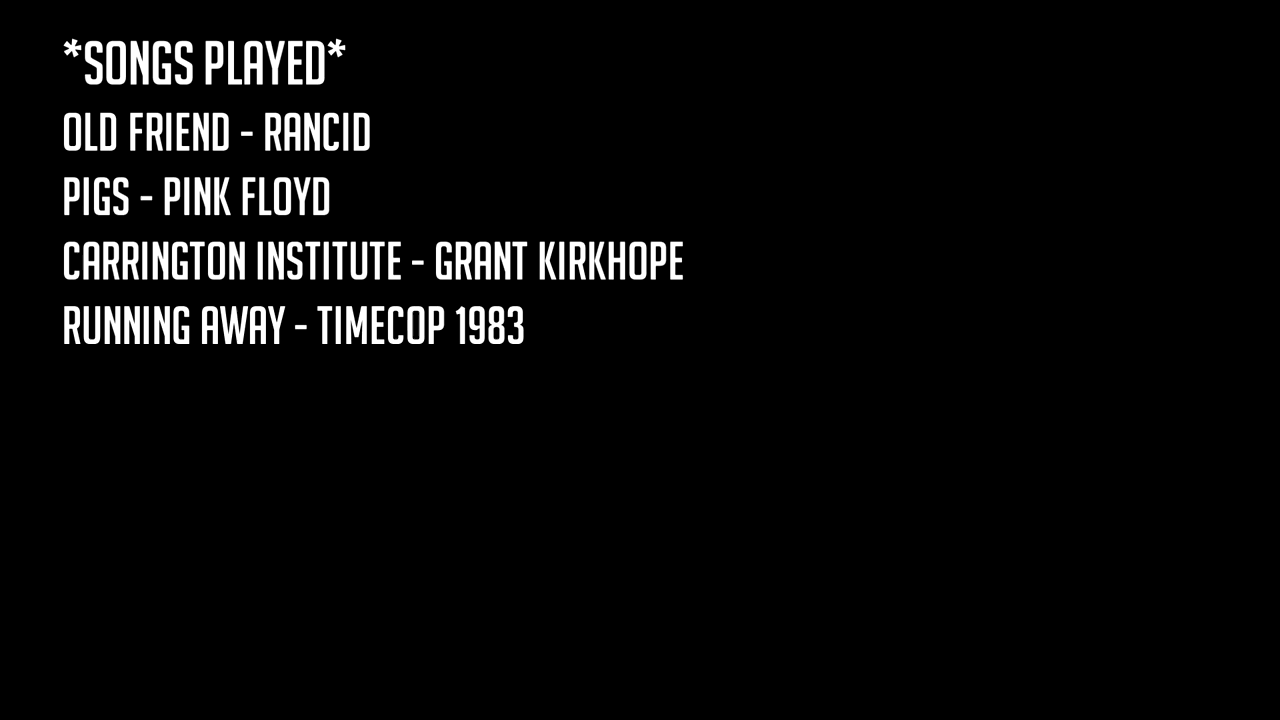 *SONGS PLAYED*
OLD FRIEND - RANCID
PIGS - PINK FLOYD
CARRINGTON INSTITUTE - GRANT KIRKHOPE
RUNNING AWAY - TIMECOP 1983